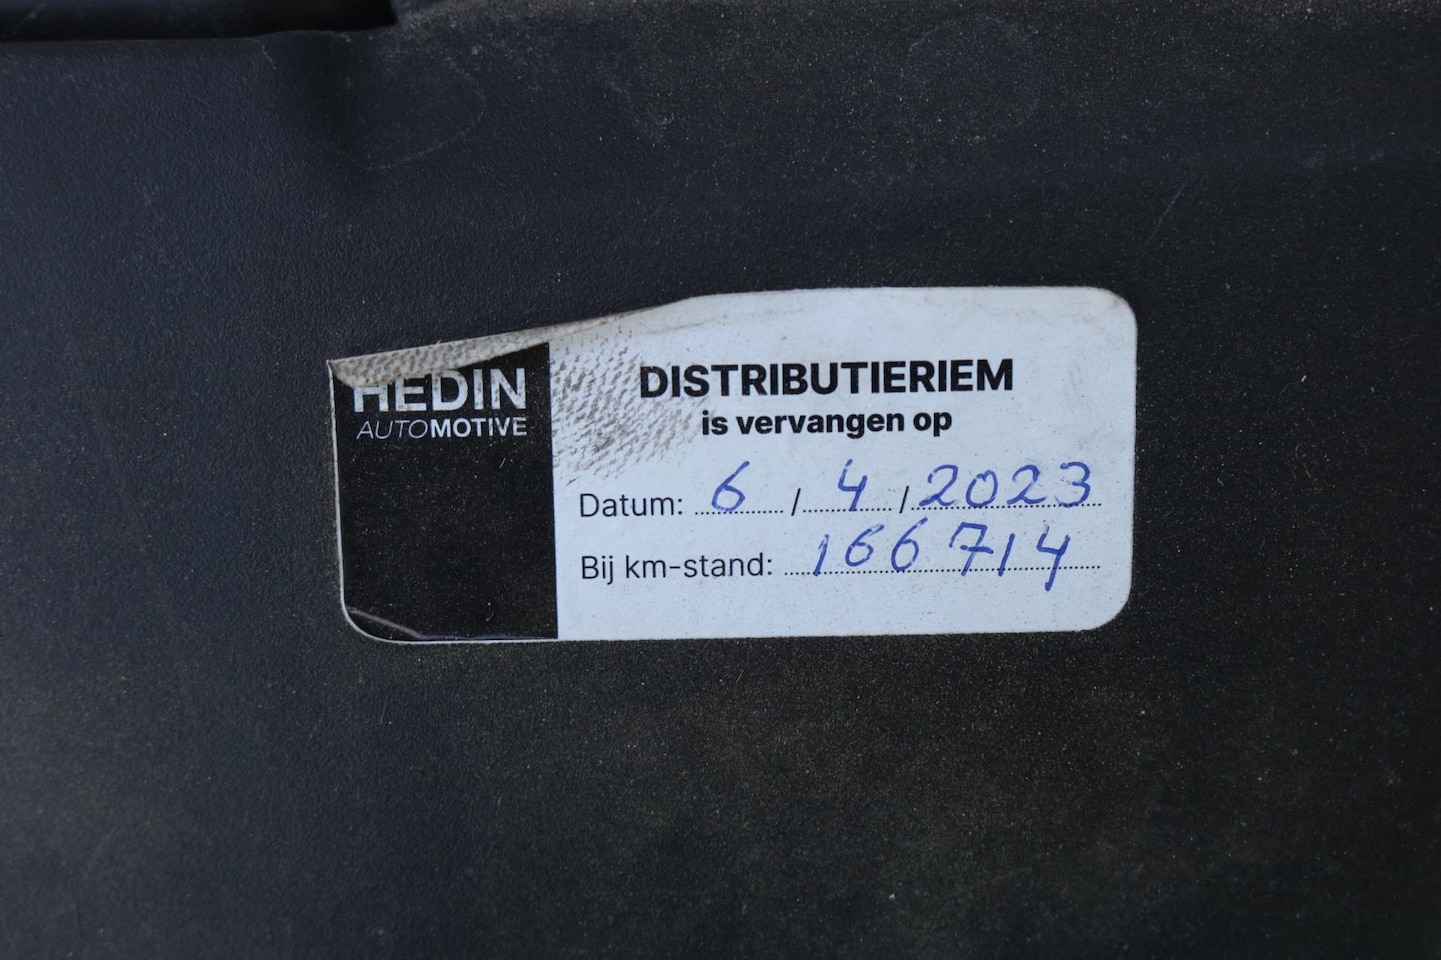 HEDIN
AUTOMOTIVE
DISTRIBUTIERIEM
is vervangen op
Datum: 6 / 4 / 2023
Bij km-stand: 166714